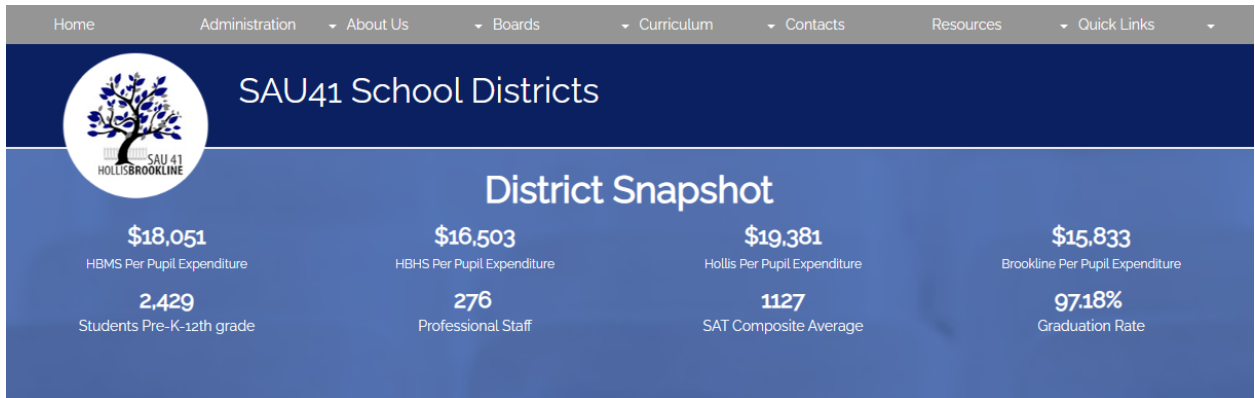 Home Administration About Us Boards Curriculum Contacts Resources Quick Links
SAU41 School Districts
SAU 41
HOLLISBROOKLINE
District Snapshot
$18,051 $16,503 $19,381 $15,833
HBMS Per Pupil Expenditure HBHS Per Pupil Expenditure Hollis Per Pupil Expenditure Brookline Per Pupil Expenditure
2,429 276 1127 97.18%
Students Pre-K-12th grade Professional Staff SAT Composite Average Graduation Rate